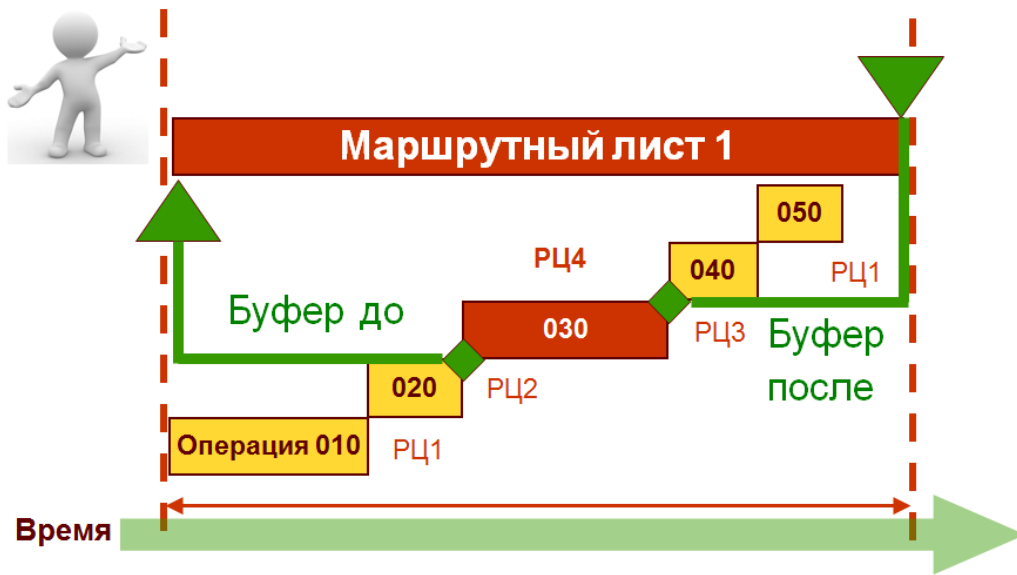 Маршрутный лист 1
050
РЦ4
040
РЦ1
Буфер до
030
РЦ3
Буфер
после
020
РЦ2
Операция 010
РЦ1
Время